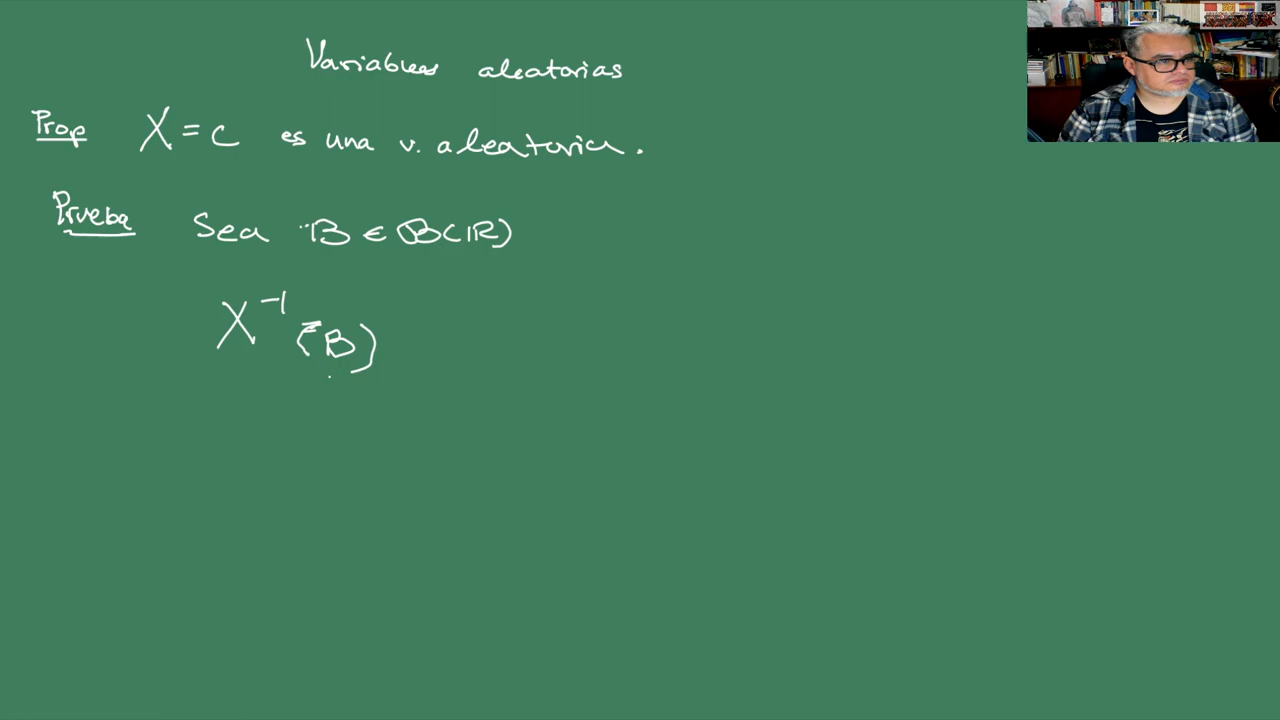 Variables aleatorias
Prop X = c es una v. aleatoria.
Prueba Sea B ∈ 𝓑(ℝ)
X⁻¹(B)